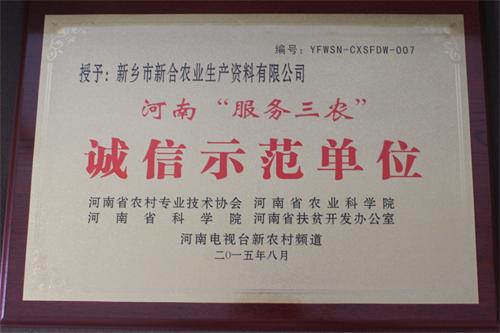 编号：YFWSN-CXSFDW-007
授予：新乡市新合农业生产资料有限公司
河南“服务三农”
诚信示范单位
河南省农村专业技术协会 河南省农业科学院
河南省科学院 河南省扶贫开发办公室
河南电视台新农村频道
二〇一五年八月